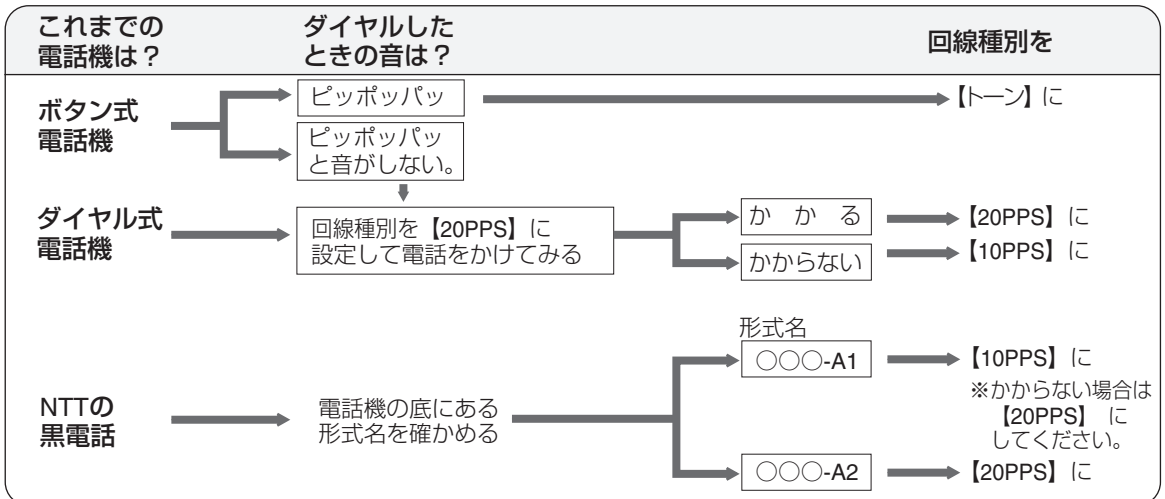 これまでの
電話機は？
ダイヤルした
ときの音は？
回線種別を
ボタン式
電話機
ピッポッパッ
【トーン】に
ピッポッパッ
と音がしない。
ダイヤル式
電話機
回線種別を【20PPS】に
設定して電話をかけてみる
かかる
【20PPS】に
かからない
【10PPS】に
NTTの
黒電話
電話機の底にある
形式名を確かめる
形式名
○○○-A1
【10PPS】に
※かからない場合は
【20PPS】に
してください。
○○○-A2
【20PPS】に